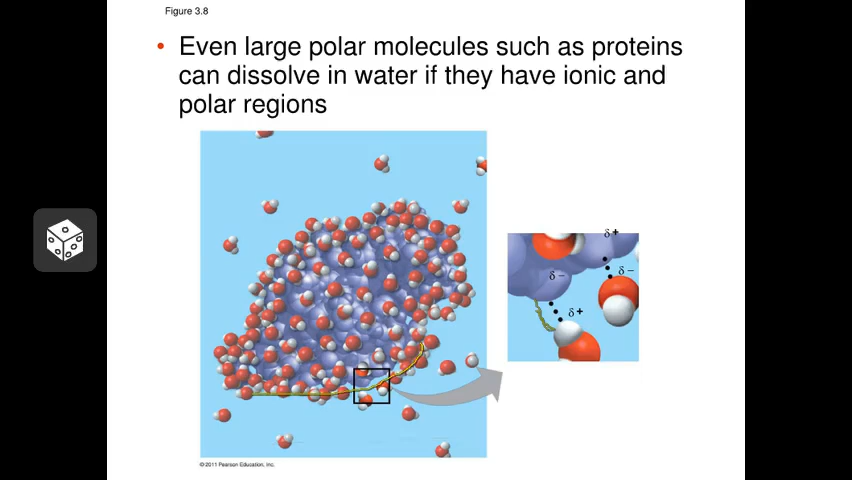 Figure 3.8
• Even large polar molecules such as proteins
can dissolve in water if they have ionic and
polar regions
δ+
δ−
δ−
δ+
© 2011 Pearson Education, Inc.